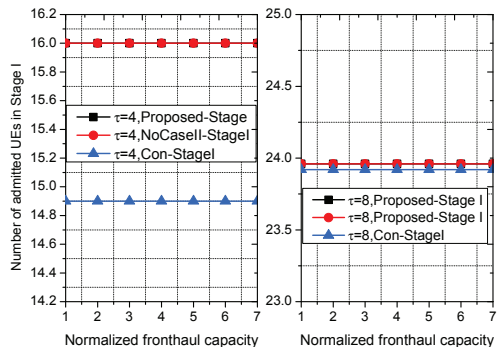 Number of admitted UEs in Stage I
16.0
15.8
15.6
15.4
15.2
15.0
14.8
14.6
14.4
14.2
τ=4,Proposed-Stage
τ=4,NoCaseII-StageI
τ=4,Con-StageI
1 2 3 4 5 6 7
Normalized fronthaul capacity
25.0
24.5
24.0
23.5
23.0
τ=8,Proposed-Stage I
τ=8,Proposed-Stage I
τ=8,Con-StageI
1 2 3 4 5 6 7
Normalized fronthaul capacity